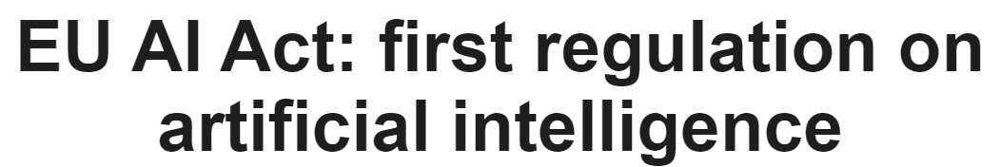 EU AI Act: first regulation on
artificial intelligence